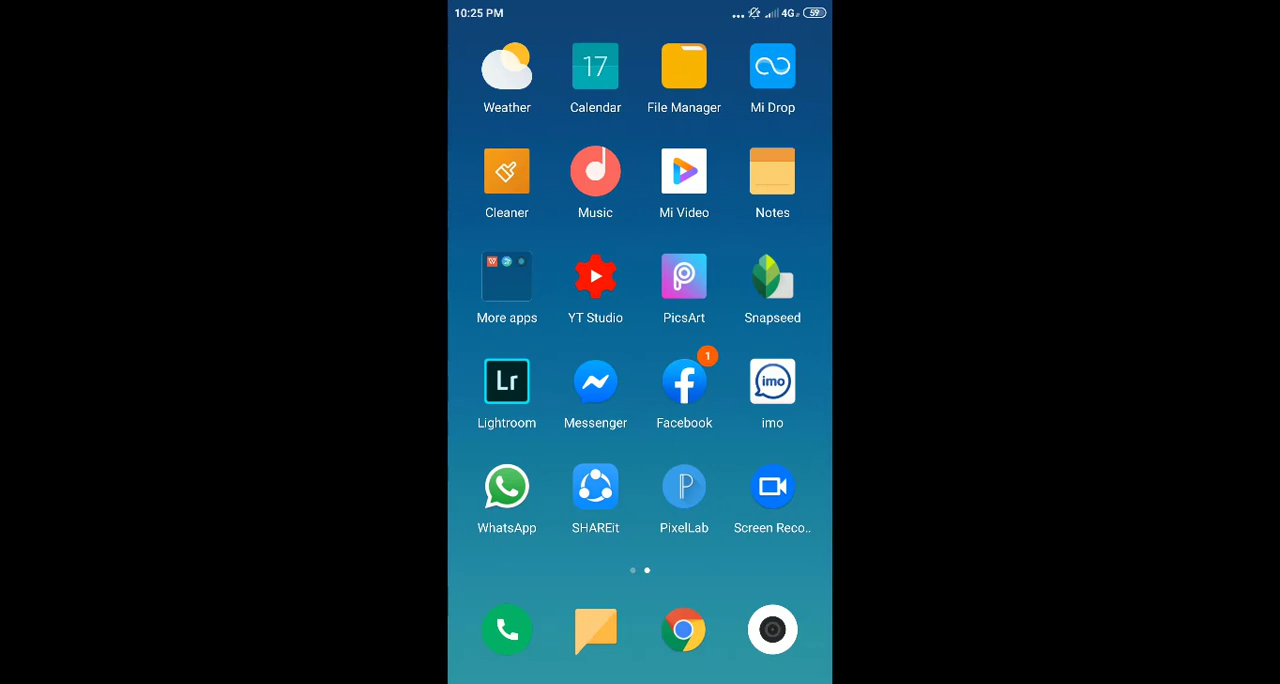 10:25 PM ... 4G 59
Weather Calendar File Manager Mi Drop
17
Cleaner Music Mi Video Notes
More apps YT Studio PicsArt Snapseed
Lr 1 imo
Lightroom Messenger Facebook imo
WhatsApp SHAREit PixelLab Screen Reco..